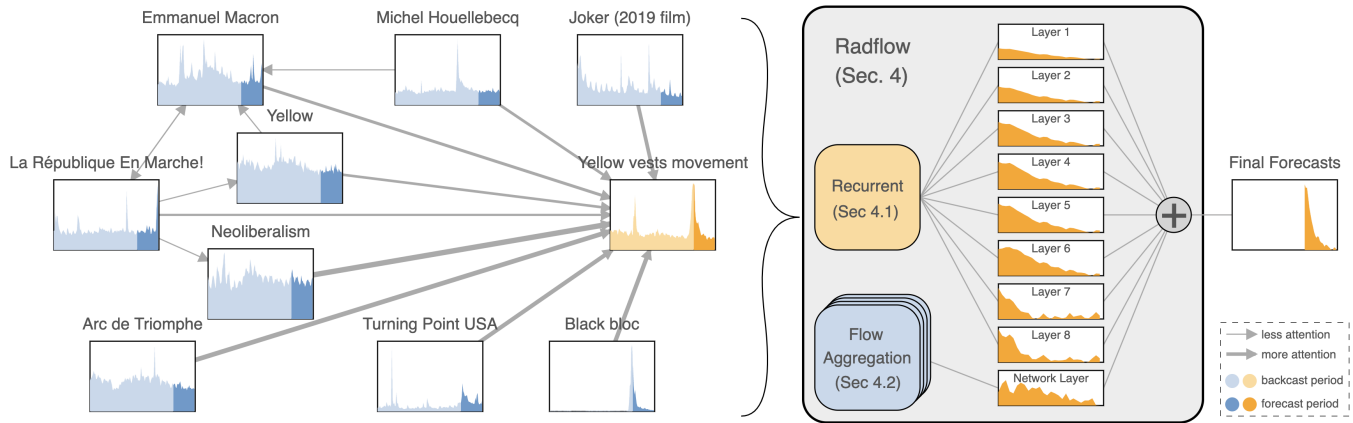 Emmanuel Macron
Michel Houellebecq
Joker (2019 film)
Yellow
La République En Marche!
Yellow vests movement
Neoliberalism
Arc de Triomphe
Turning Point USA
Black bloc
Radflow
(Sec. 4)
Recurrent
(Sec 4.1)
Flow
Aggregation
(Sec 4.2)
Layer 1
Layer 2
Layer 3
Layer 4
Layer 5
Layer 6
Layer 7
Layer 8
Network Layer
+
Final Forecasts
less attention
more attention
backcast period
forecast period